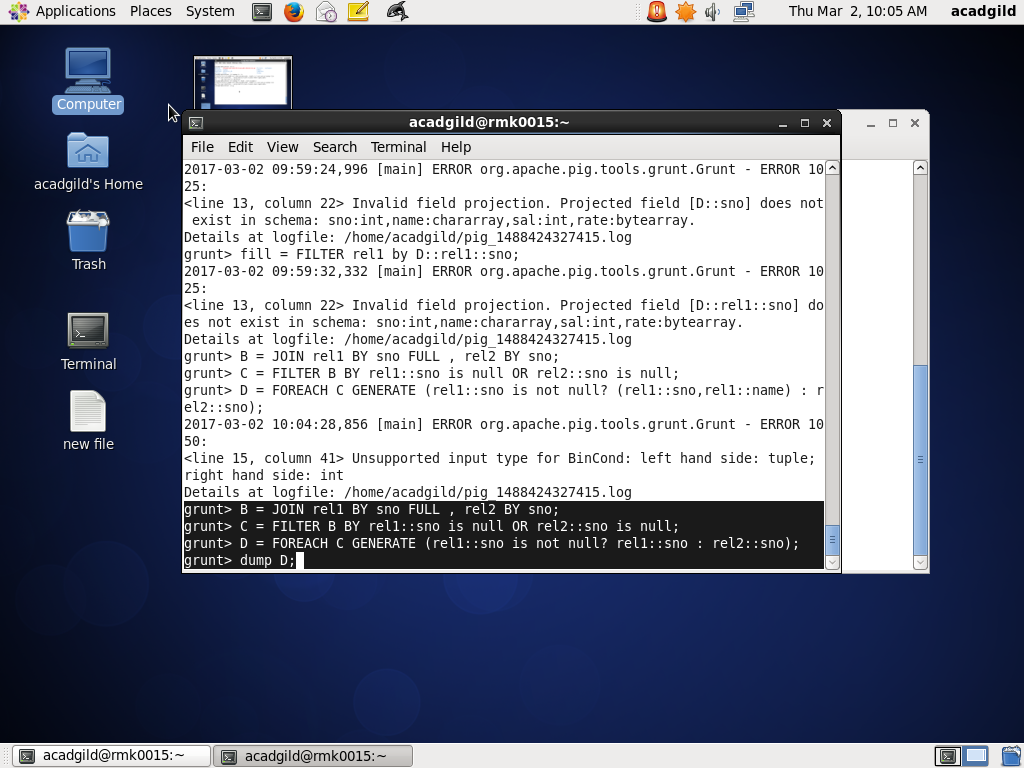 Applications Places System
Thu Mar 2, 10:05 AM acadgild
Computer
acadgild's Home
Trash
Terminal
new file
acadgild@rmk0015:~
File Edit View Search Terminal Help
2017-03-02 09:59:24,996 [main] ERROR org.apache.pig.tools.grunt.Grunt - ERROR 10
25:
<line 13, column 22> Invalid field projection. Projected field [D::sno] does not
 exist in schema: sno:int,name:chararray,sal:int,rate:bytearray.
Details at logfile: /home/acadgild/pig_1488424327415.log
grunt> fill = FILTER rel1 by D::rel1::sno;
2017-03-02 09:59:32,332 [main] ERROR org.apache.pig.tools.grunt.Grunt - ERROR 10
25:
<line 13, column 22> Invalid field projection. Projected field [D::rel1::sno] do
es not exist in schema: sno:int,name:chararray,sal:int,rate:bytearray.
Details at logfile: /home/acadgild/pig_1488424327415.log
grunt> B = JOIN rel1 BY sno FULL , rel2 BY sno;
grunt> C = FILTER B BY rel1::sno is null OR rel2::sno is null;
grunt> D = FOREACH C GENERATE (rel1::sno is not null? (rel1::sno,rel1::name) : r
el2::sno);
2017-03-02 10:04:28,856 [main] ERROR org.apache.pig.tools.grunt.Grunt - ERROR 10
50:
<line 15, column 41> Unsupported input type for BinCond: left hand side: tuple;
right hand side: int
Details at logfile: /home/acadgild/pig_1488424327415.log
grunt> B = JOIN rel1 BY sno FULL , rel2 BY sno;
grunt> C = FILTER B BY rel1::sno is null OR rel2::sno is null;
grunt> D = FOREACH C GENERATE (rel1::sno is not null? rel1::sno : rel2::sno);
grunt> dump D;
acadgild@rmk0015:~
acadgild@rmk0015:~